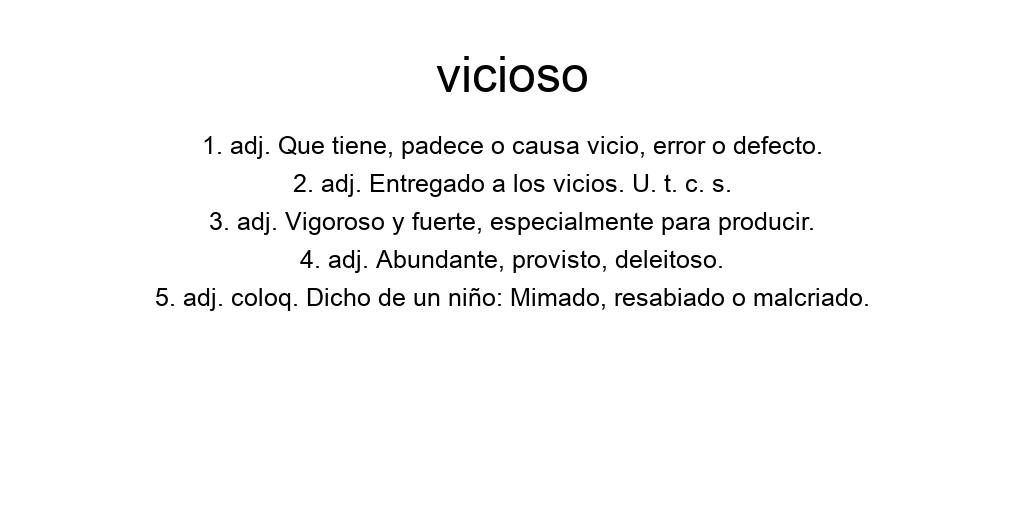 vicioso
1. adj. Que tiene, padece o causa vicio, error o defecto.
2. adj. Entregado a los vicios. U. t. c. s.
3. adj. Vigoroso y fuerte, especialmente para producir.
4. adj. Abundante, provisto, deleitoso.
5. adj. coloq. Dicho de un niño: Mimado, resabiado o malcriado.